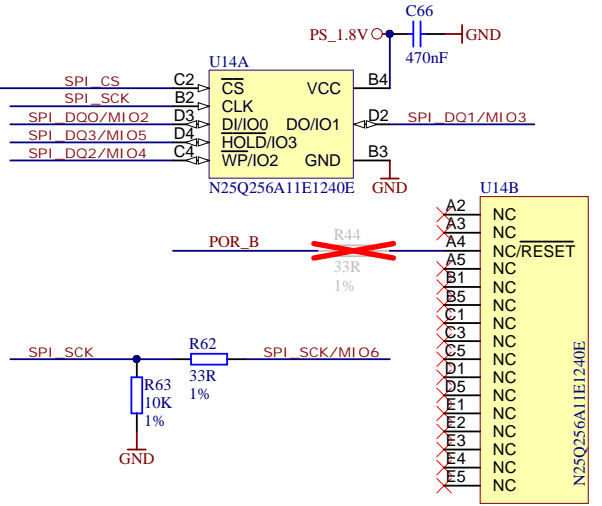 C66
PS_1.8V
GND
470nF
U14A
SPI_CS C2 CS VCC B4
SPI_SCK B2 CLK
SPI_DQ0/MIO2 D3 DI/IO0 DO/IO1 D2 SPI_DQ1/MIO3
SPI_DQ3/MIO5 D4 HOLD/IO3
SPI_DQ2/MIO4 C4 WP/IO2 GND B3
N25Q256A11E1240E
GND
U14B
A2 NC
A3 NC
POR_B R44 A4 NC/RESET
33R
1%
A5 NC
B1 NC
B5 NC
C1 NC
C3 NC
C5 NC
D1 NC
D5 NC
E1 NC
E2 NC
E3 NC
E4 NC
E5 NC
N25Q256A11E1240E
SPI_SCK
R62
33R
1%
SPI_SCK/MIO6
R63
10K
1%
GND